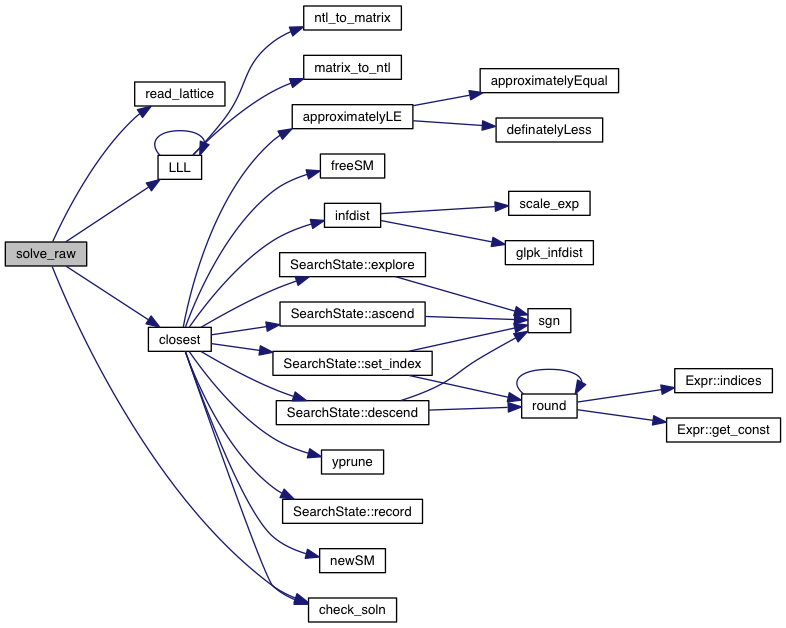 ntl_to_matrix
matrix_to_ntl
read_lattice
approximatelyEqual
approximatelyLE
definatelyLess
LLL
freeSM
scale_exp
infdist
solve_raw
glpk_infdist
SearchState::explore
SearchState::ascend
sgn
closest
SearchState::set_index
Expr::indices
SearchState::descend
round
Expr::get_const
yprune
SearchState::record
newSM
check_soln